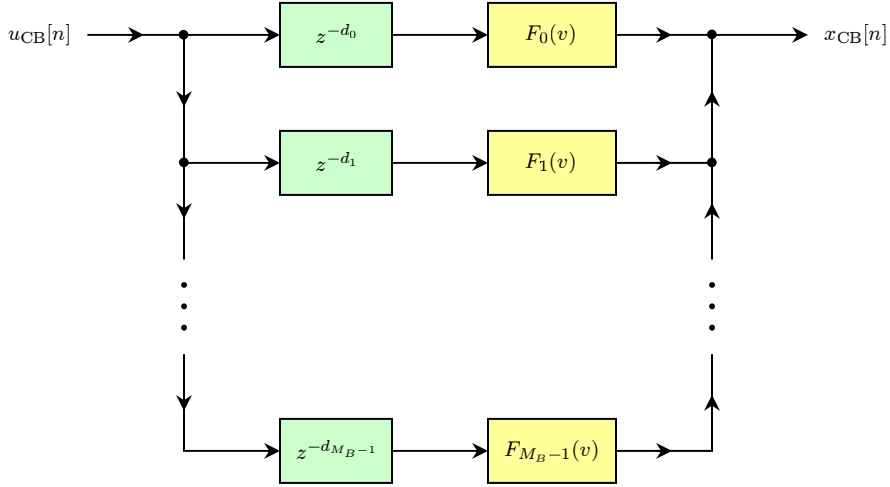 u_CB[n] z^{-d_0} F_0(v) x_CB[n]
z^{-d_1} F_1(v)
z^{-d_{M_B-1}} F_{M_B-1}(v)